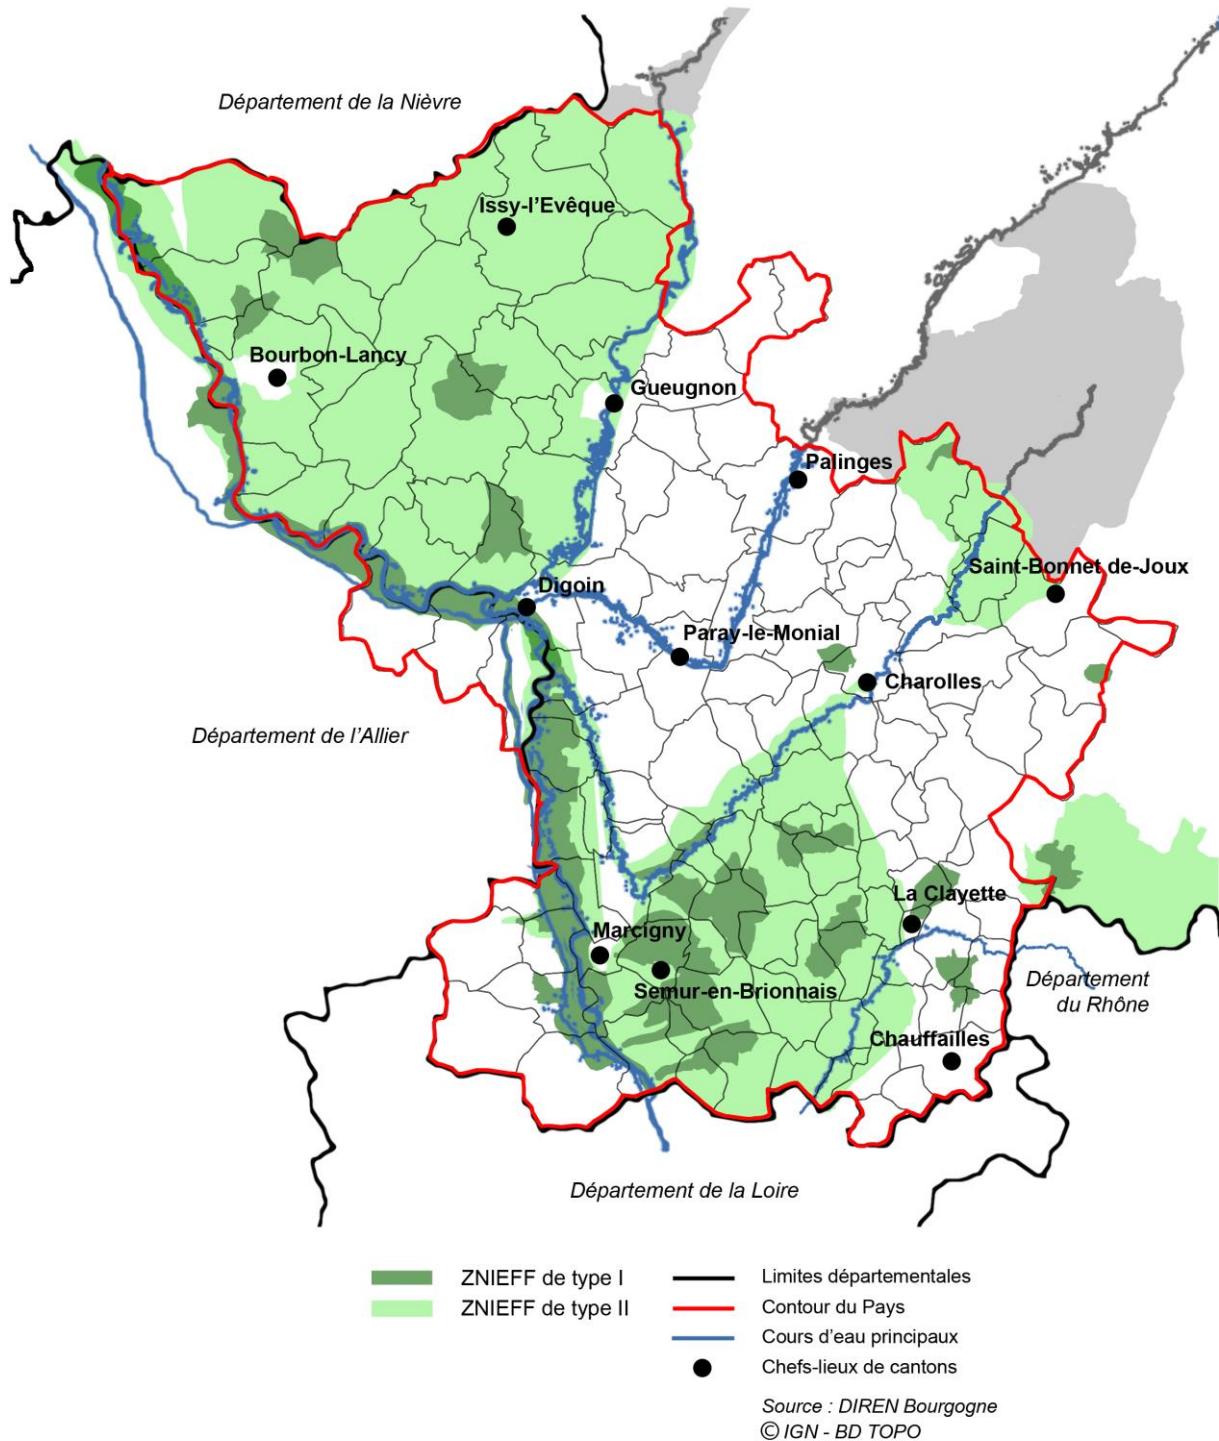 Département de la Nièvre
Issy-l'Evêque
Bourbon-Lancy
Gueugnon
Palinges
Saint-Bonnet de-Joux
Digoin
Paray-le-Monial
Charolles
Département de l'Allier
La Clayette
Marcigny
Semur-en-Brionnais
Département
du Rhône
Chauffailles
Département de la Loire
ZNIEFF de type I
ZNIEFF de type II
Limites départementales
Contour du Pays
Cours d'eau principaux
Chefs-lieux de cantons
Source : DIREN Bourgogne
© IGN - BD TOPO